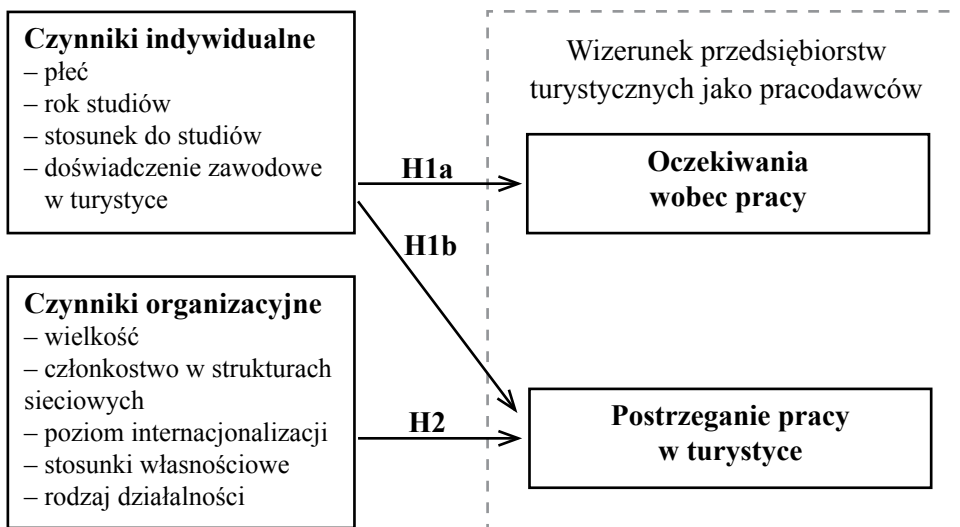 Czynniki indywidualne
– płeć
– rok studiów
– stosunek do studiów
– doświadczenie zawodowe
w turystyce
Czynniki organizacyjne
– wielkość
– członkostwo w strukturach
sieciowych
– poziom internacjonalizacji
– stosunki własnościowe
– rodzaj działalności
H1a
H1b
H2
Wizerunek przedsiębiorstw
turystycznych jako pracodawców
Oczekiwania
wobec pracy
Postrzeganie pracy
w turystyce